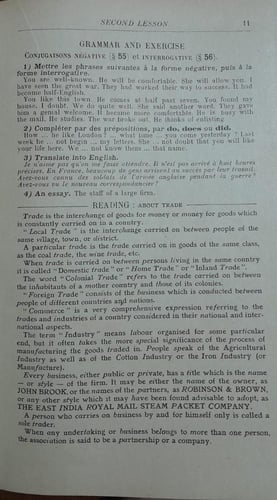 SECOND LESSON 11
GRAMMAR AND EXERCISE
CONJUGAISONS NÉGATIVE (§ 55) et INTERROGATIVE (§ 56).
1) Mettre les phrases suivantes à la forme négative, puis à la
forme interrogative.
You are well-known. He will be comfortable. She will allow you. I
have seen the great war. They had worked their way to success. It had
become half-English.
You like this town. He comes at half past seven. You found my
house. I doubt. We do quite well. She said another word. They gave
me a genial welcome. It becomes more comfortable. He is busy with
the mail. He studies. The war broke out. He thanks of enlisting
2) Compléter par des prépositions, par do, does ou did.
How... he like London? ... what time ... you come yesterday? Last
week he ... not begin ... my letters. She ... not doubt that you will like
your life here. We ... not know them ... that name.
3) Translate into English.
Je n'aime pas qu'on me fasse attendre. Il n'est pas arrivé à huit heures
précises. En France, beaucoup de gens arrivent au succès par leur travail.
Avez-vous connu des soldats de l'armée anglaise pendant la guerre?
Avez-vous vu le nouveau correspondancier?
4) An essay. The staff of a large firm.
READING : ABOUT TRADE
Trade is the interchange of goods for money or money for goods which
is constantly carried on in a country.
"Local Trade" is the interchange carried on between people of the
same village, town, or district.
A particular trade is the trade carried on in goods of the same class,
as the coal trade, the wine trade, etc.
When trade is carried on between persons living in the same country
it is called "Domestic trade" or "Home Trade" or "Inland Trade".
The word "Colonial Trade" refers to the trade carried on between
the inhabitants of a mother country and those of its colonies.
"Foreign Trade" consists of the business which is conducted between
people of different countries and nations.
"Commerce" is a very comprehensive expression referring to the
trades and industries of a country considered in their national and inter-
national aspects.
The term "Industry" means labour organised for some particular
end, but it often takes the more special significance of the process of
manufacturing the goods traded in. People speak of the Agricultural
Industry as well as of the Cotton Industry or the Iron Industry (or
Manufacture).
Every business, either public or private, has a title which is the name
— or style — of the firm. It may be either the name of the owner, as
JOHN BROOK, or the names of the partners, as ROBINSON & BROWN,
or any other style which it may have been found advisable to adopt, as
THE EAST INDIA ROYAL MAIL STEAM PACKET COMPANY.
A person who carries on business by and for himself only is called a
sole trader.
When any undertaking or business belongs to more than one person,
the association is said to be a partnership or a company.